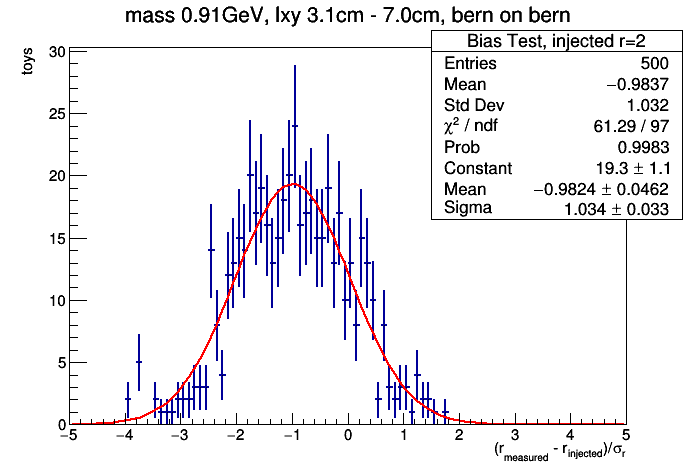 mass 0.91GeV, lxy 3.1cm - 7.0cm, bern on bern
Bias Test, injected r=2
Entries 500
Mean −0.9837
Std Dev 1.032
χ² / ndf 61.29 / 97
Prob 0.9983
Constant 19.3 ± 1.1
Mean −0.9824 ± 0.0462
Sigma 1.034 ± 0.033
toys
30
25
20
15
10
5
0
−5 −4 −3 −2 −1 0 1 2 3 4 5
(r_measured - r_injected)/σ_r